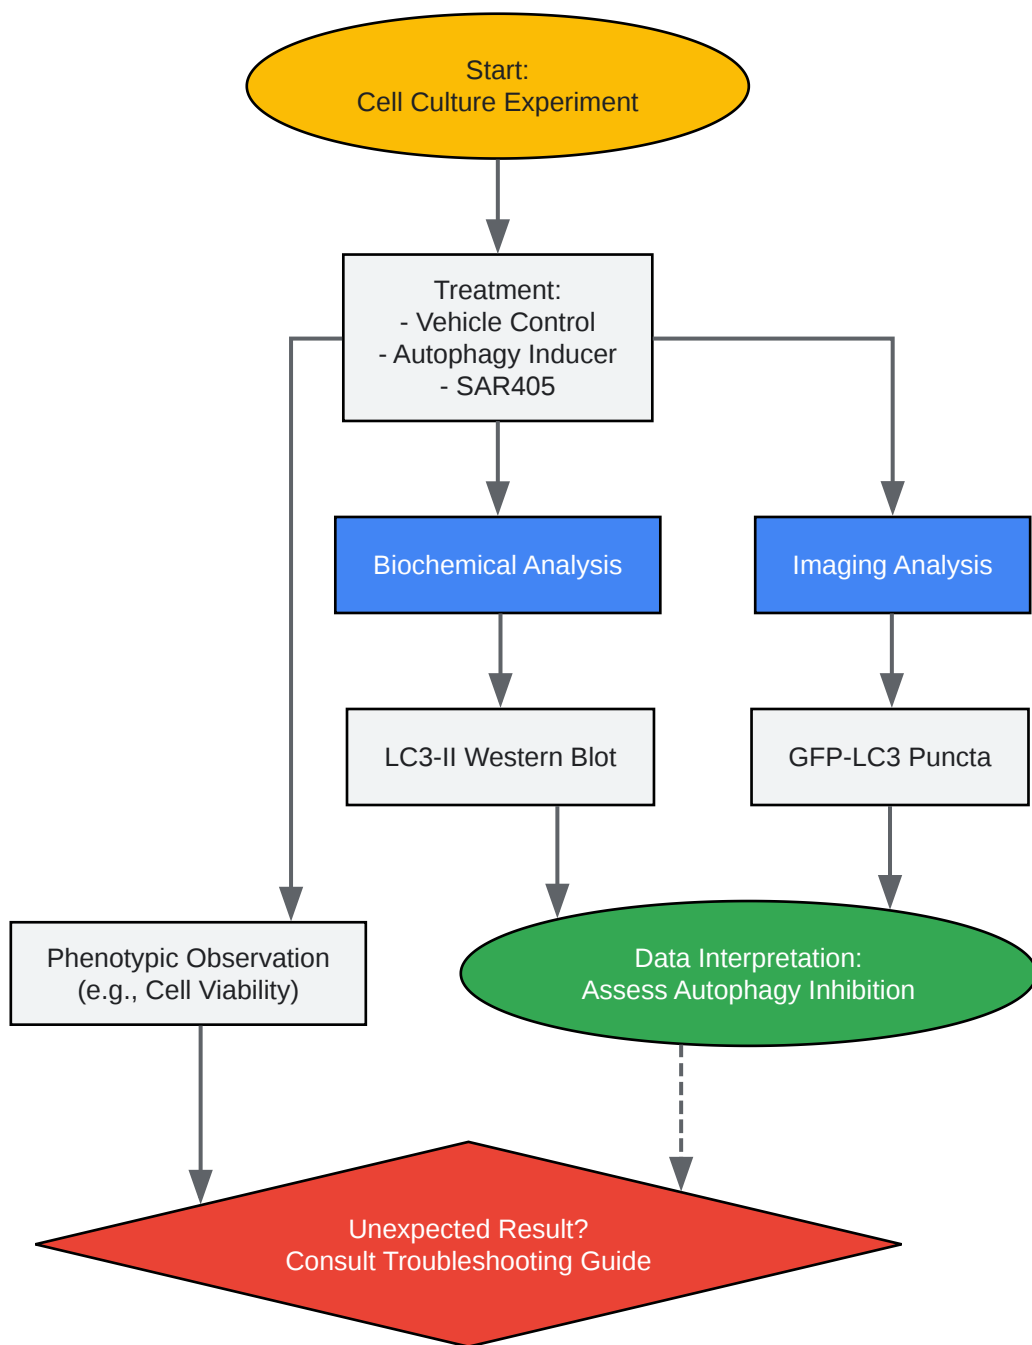 Start:
Cell Culture Experiment
Treatment:
- Vehicle Control
- Autophagy Inducer
- SAR405
Biochemical Analysis
Imaging Analysis
LC3-II Western Blot
GFP-LC3 Puncta
Phenotypic Observation
(e.g., Cell Viability)
Data Interpretation:
Assess Autophagy Inhibition
Unexpected Result?
Consult Troubleshooting Guide